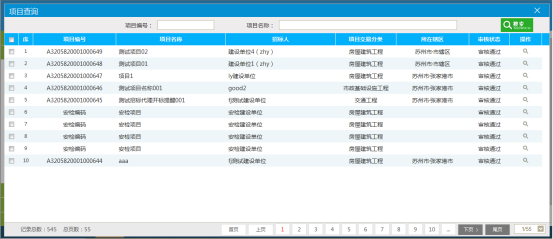 项目查询
项目编号： 项目名称： 搜索
序 项目编号 项目名称 招标人 项目交易分类 所在辖区 审核状态 操作
1 A3205820001000649 测试项目02 建设单位4（zhy） 房屋建筑工程 苏州市·市辖区 审核通过
2 A3205820001000648 测试项目01 建设单位1（zhy） 房屋建筑工程 苏州市·市辖区 审核通过
3 A3205820001000647 项目1 ly建设单位 房屋建筑工程 苏州市·张家港市 审核通过
4 A3205820001000646 测试项目名称001 good2 市政基础设施工程 苏州市·张家港市 审核通过
5 A3205820001000645 测试招标代理开标提醒001 测试建设单位 交通工程 苏州市·张家港市 审核通过
6 安检编码 安检项目 安检建设单位 房屋建筑工程 审核通过
7 安检编码 安检项目 安检建设单位 房屋建筑工程 审核通过
8 安检编码 安检项目 安检建设单位 房屋建筑工程 审核通过
9 安检编码 安检项目 安检建设单位 房屋建筑工程 审核通过
10 A3205820001000644 aaa 测试建设单位 房屋建筑工程 苏州市·张家港市 审核通过
记录总数：545 总页数：55 首页 上页 1 2 3 4 5 6 7 8 9 10 .. 下页 尾页 1/55